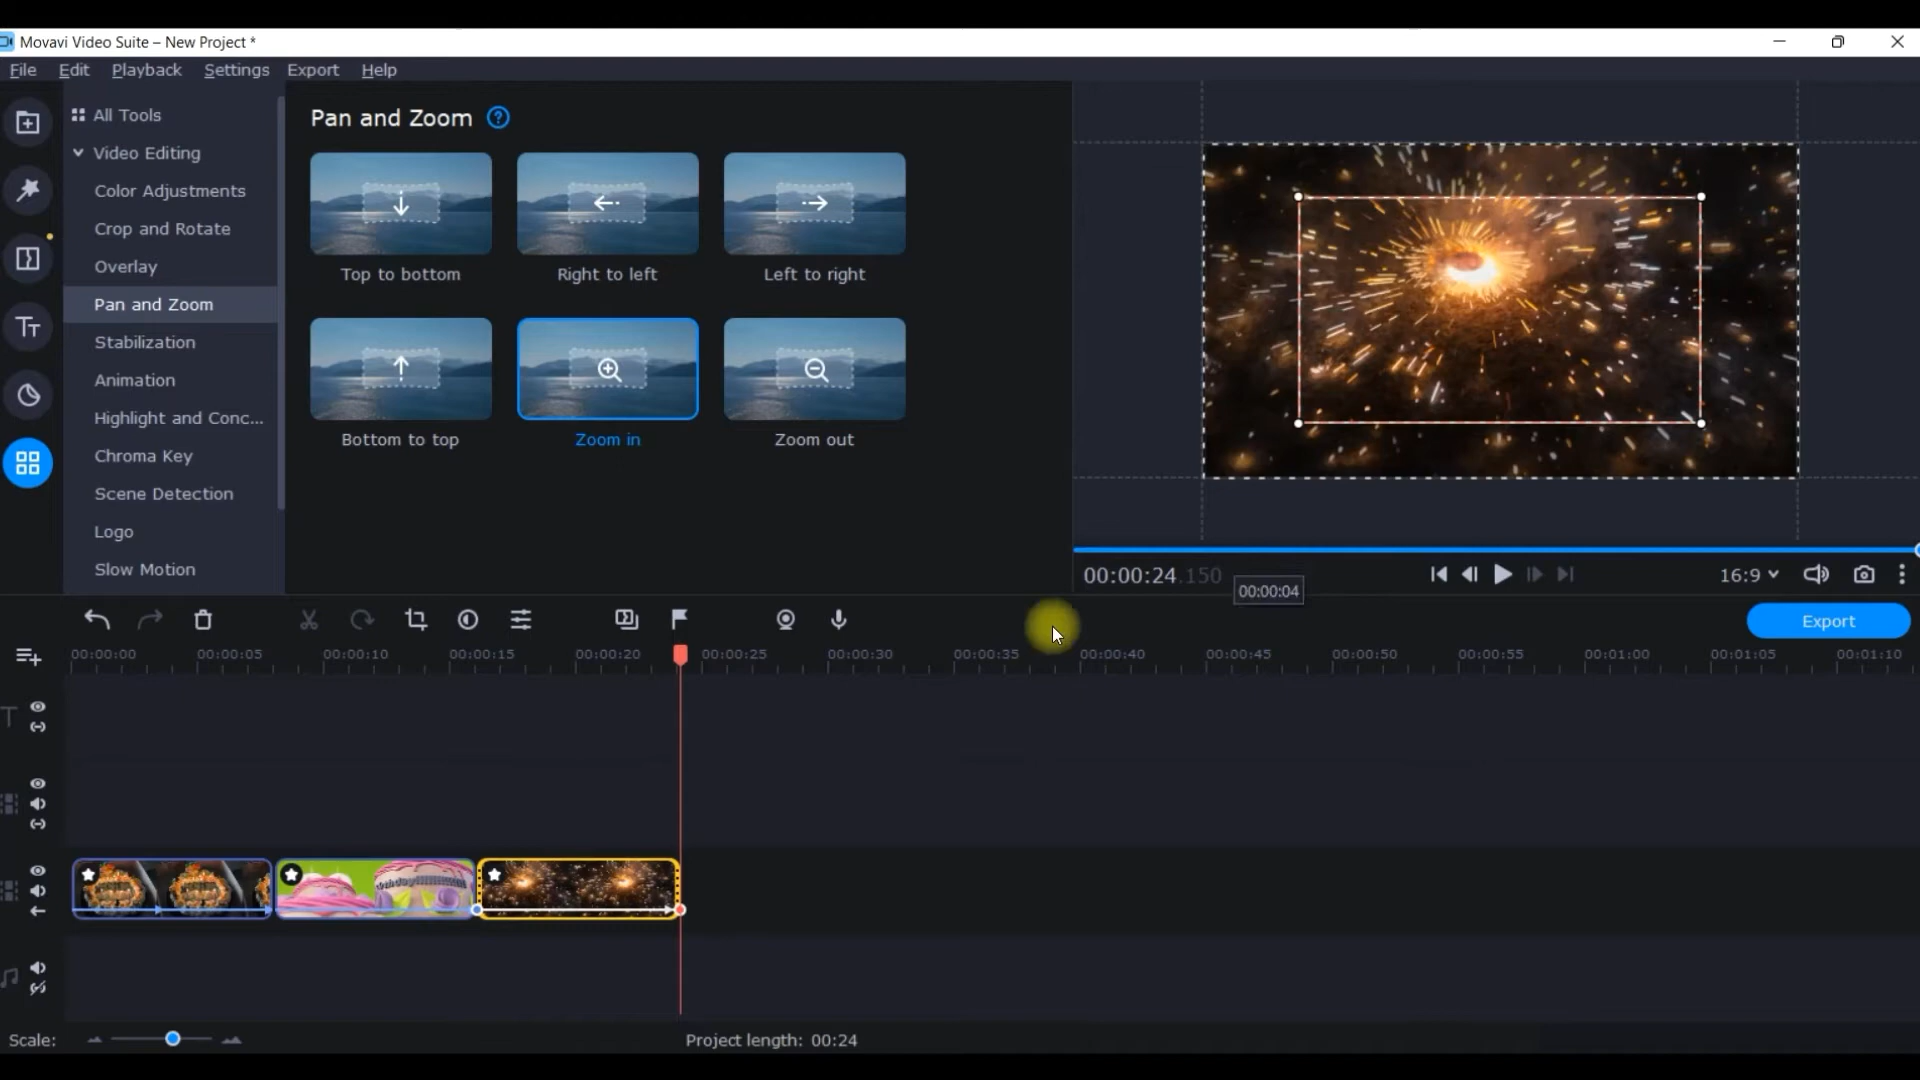 Movavi Video Suite – New Project *
File Edit Playback Settings Export Help
All Tools
Video Editing
Color Adjustments
Crop and Rotate
Overlay
Pan and Zoom
Stabilization
Animation
Highlight and Conc...
Chroma Key
Scene Detection
Logo
Slow Motion
Pan and Zoom ?
Top to bottom
Right to left
Left to right
Bottom to top
Zoom in
Zoom out
00:00:24.150
00:00:04
16:9
Export
00:00:00 00:00:05 00:00:10 00:00:15 00:00:20 00:00:25 00:00:30 00:00:35 00:00:40 00:00:45 00:00:50 00:00:55 00:01:00 00:01:05 00:01:10
Scale:
Project length: 00:24